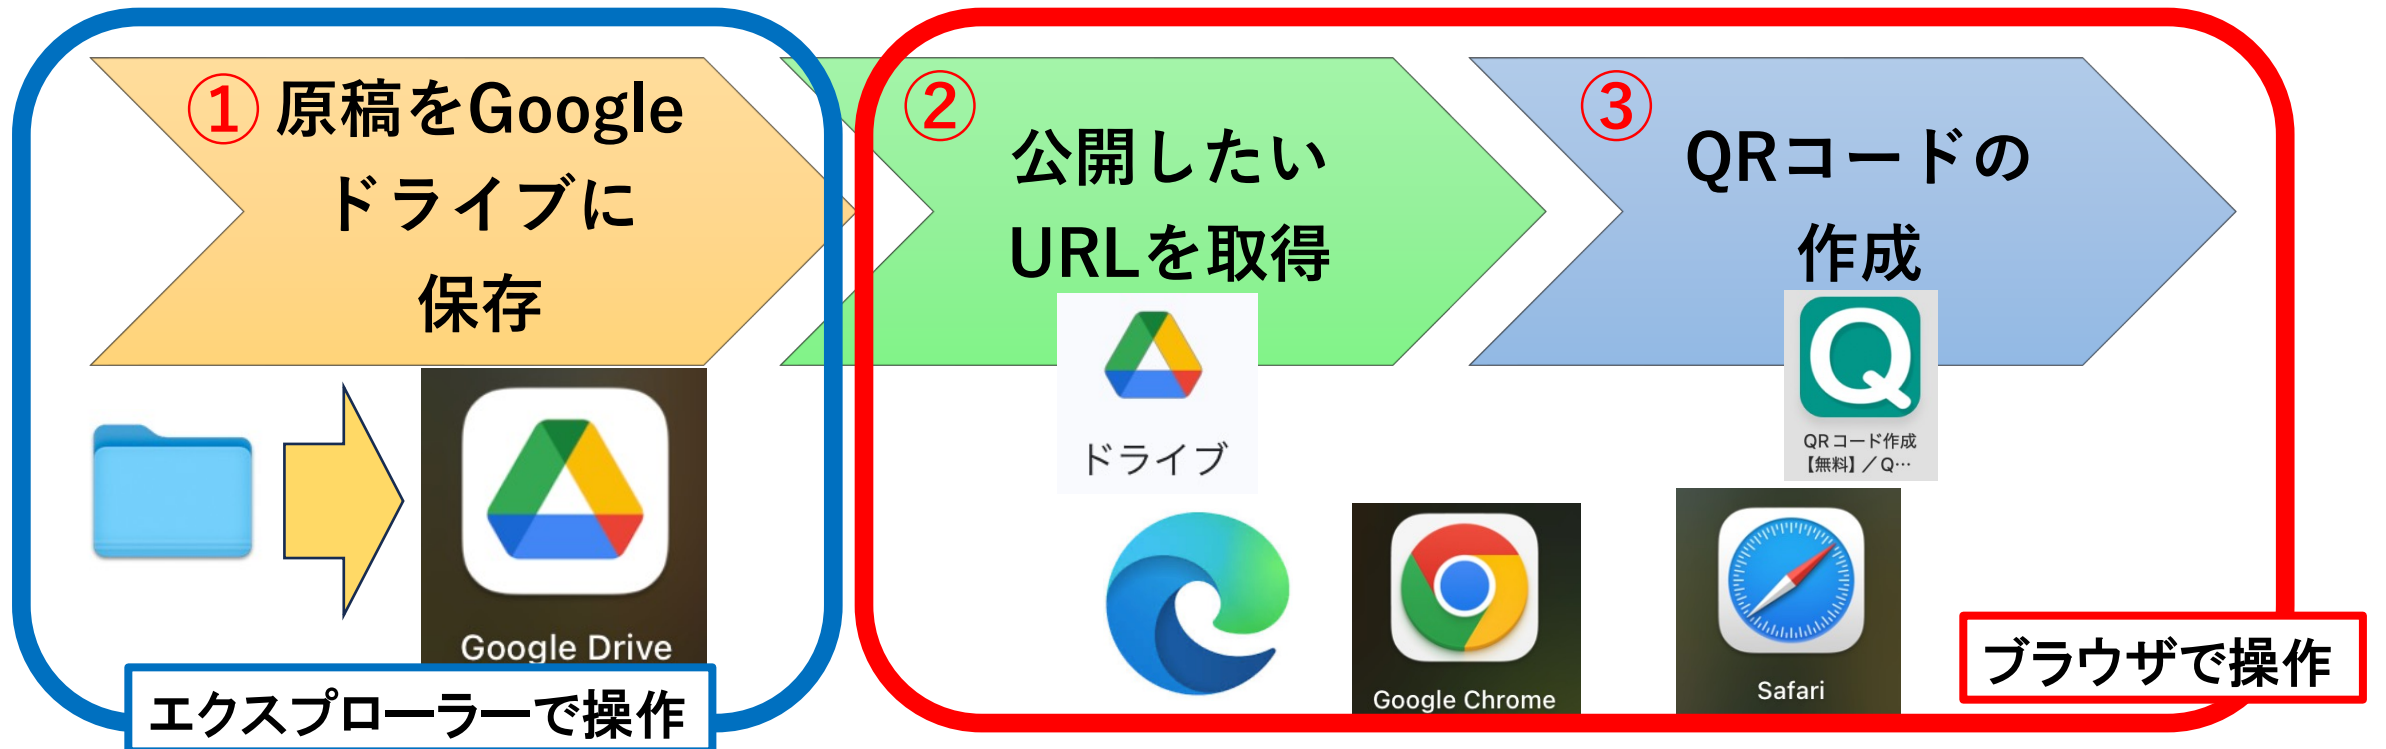 ① 原稿をGoogle
ドライブに
保存
Google Drive
エクスプローラーで操作
②
公開したい
URLを取得
ドライブ
③
QRコードの
作成
QRコード作成
【無料】／Q…
Google Chrome
Safari
ブラウザで操作